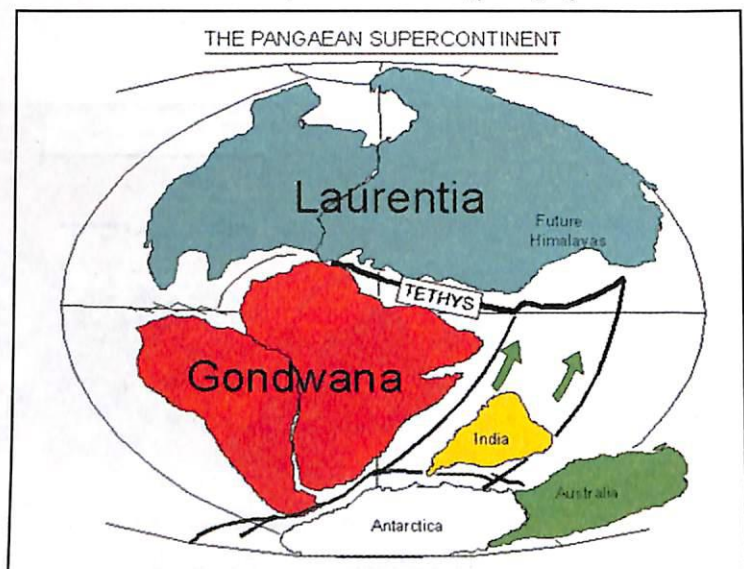 THE PANGAEAN SUPERCONTINENT
Laurentia
Future
Himalayas
TETHYS
Gondwana
India
Australia
Antarctica